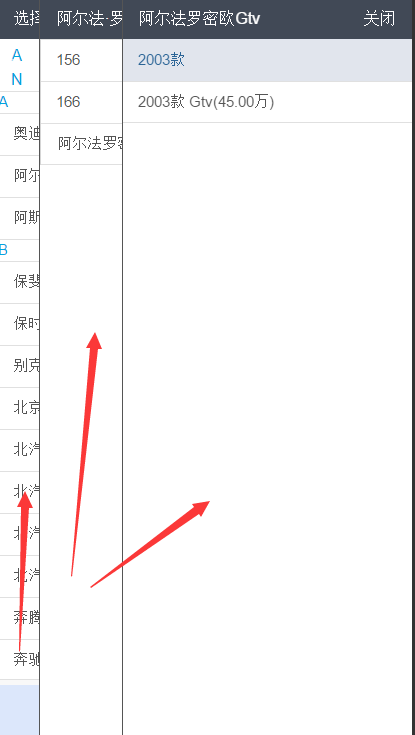 选择
A
N
A
奥迪
阿尔
阿斯
B
保斐
保时
别克
北京
北汽
北汽
北汽
北汽
奔腾
奔驰
阿尔法·罗
156
166
阿尔法罗密
阿尔法罗密欧Gtv
关闭
2003款
2003款 Gtv(45.00万)